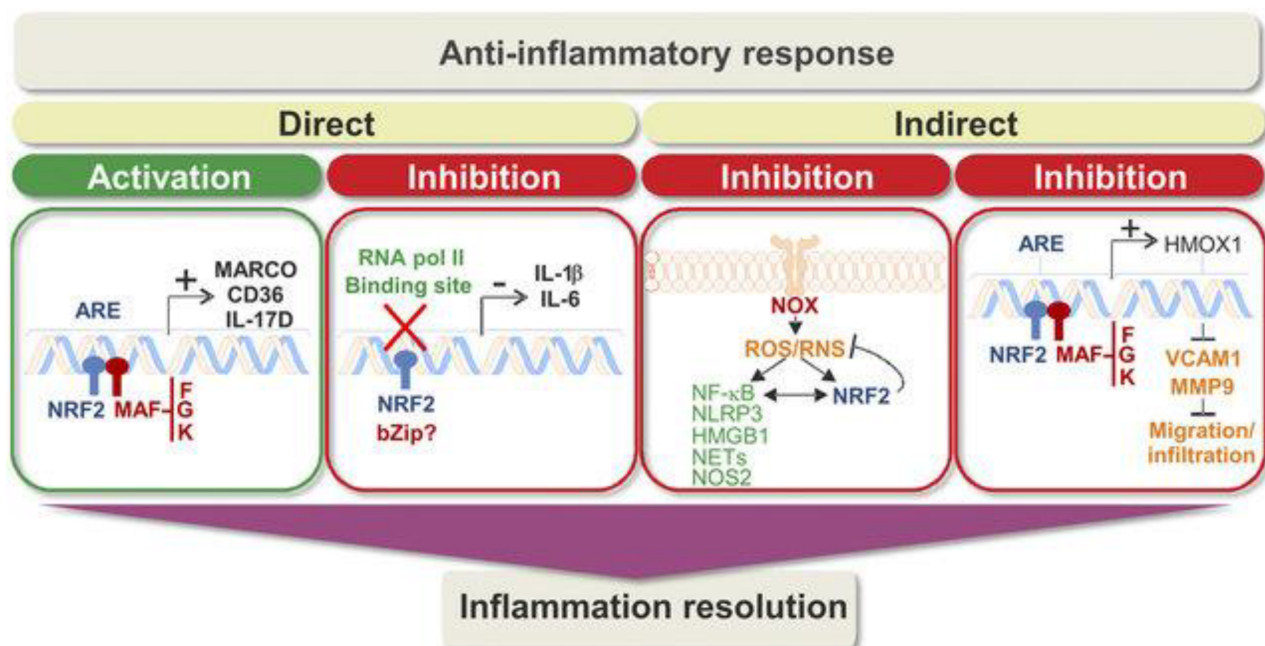 Anti-inflammatory response
Direct
Indirect
Activation
Inhibition
Inhibition
Inhibition
ARE
+
MARCO
CD36
IL-17D
NRF2
MAF
F
G
K
RNA pol II
Binding site
-
IL-1β
IL-6
NRF2
bZip?
NOX
ROS/RNS
NF-κB
NRF2
NLRP3
HMGB1
NETs
NOS2
ARE
+
HMOX1
NRF2
MAF
F
G
K
VCAM1
MMP9
Migration/
infiltration
Inflammation resolution